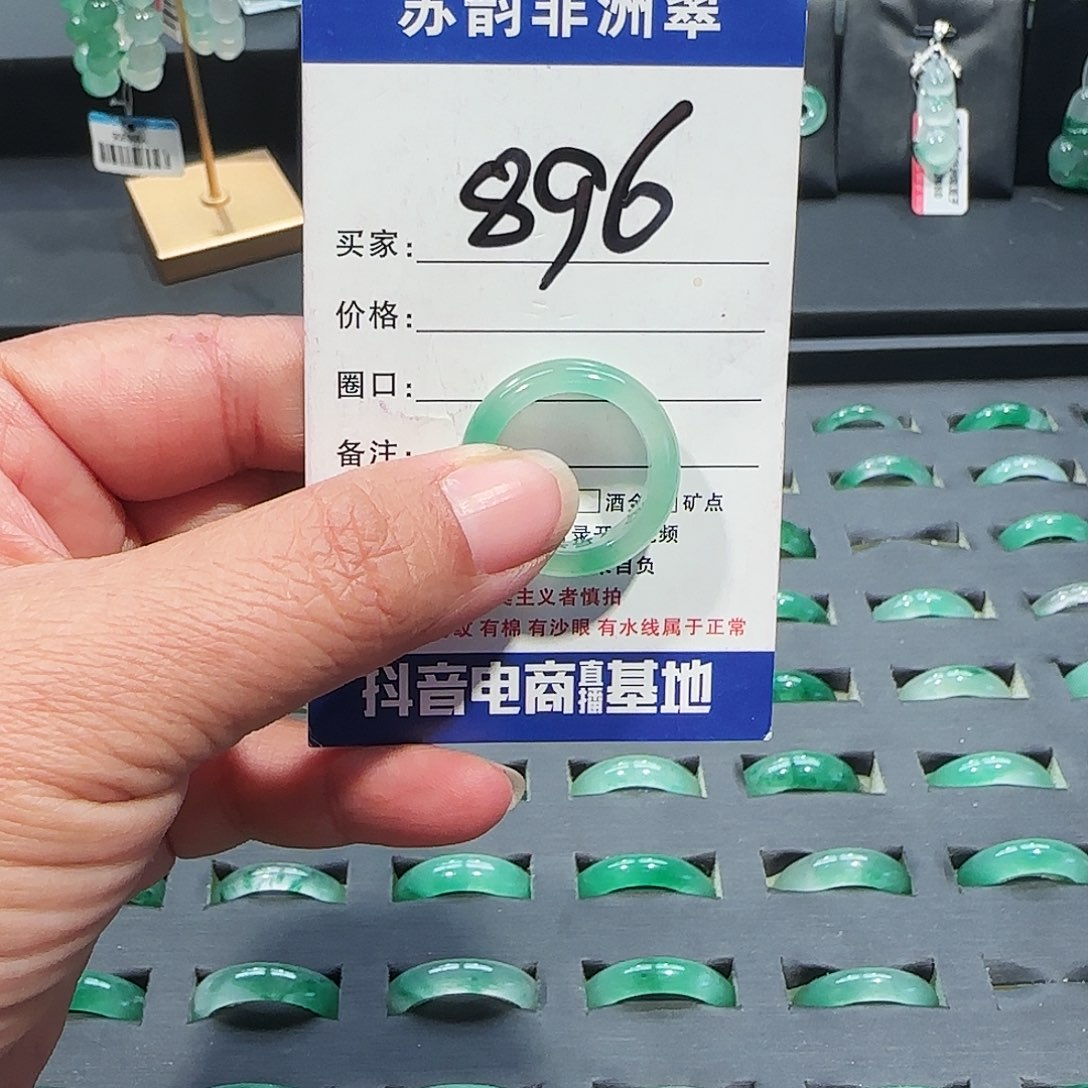 苏韵非洲翠
买家: 896
价格:
圈口:
备注:
酒金 矿点
录 频
自负
主义者慎拍
纹 有棉 有沙眼 有水线属于正常
抖音电商直播基地